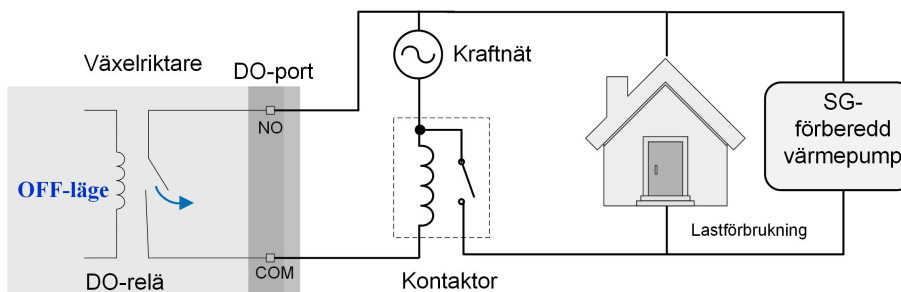 Växelriktare
DO-port
Kraftnät
NO
OFF-läge
SG-
förberedd
värmepump
COM
DO-relä
Kontaktor
Lastförbrukning